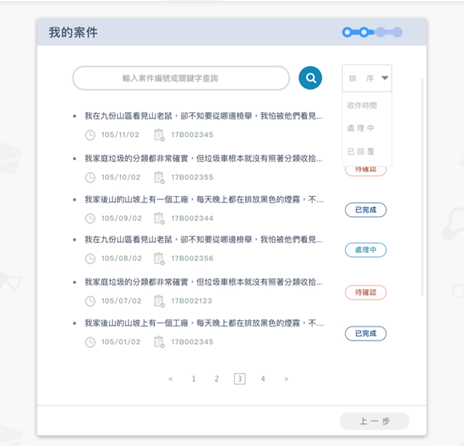 我的案件
輸入案件編號或關鍵字查詢
排 序
收件時間
處 理 中
已 回 覆
我在九份山區看見山老鼠，卻不知要從哪邊檢舉，我怕被他們看見...
105/11/02 17B002345
我家庭垃圾的分類都非常確實，但垃圾車根本就沒有照著分類收拾...
待確認
105/10/02 17B002355
我家後山的山坡上有一個工廠，每天晚上都在排放黑色的煙霧，不...
已完成
105/09/02 17B002344
我在九份山區看見山老鼠，卻不知要從哪邊檢舉，我怕被他們看見...
處理中
105/08/02 17B002356
我家庭垃圾的分類都非常確實，但垃圾車根本就沒有照著分類收拾...
待確認
105/07/02 17B002123
我家後山的山坡上有一個工廠，每天晚上都在排放黑色的煙霧，不...
已完成
105/01/02 17B002345
< 1 2 3 4 >
上 一 步